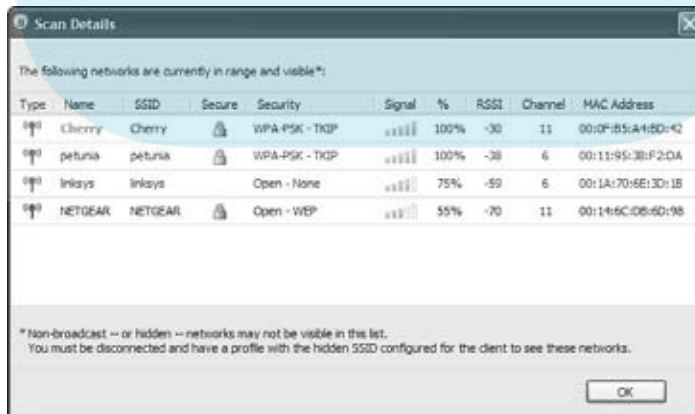 Scan Details
The following networks are currently in range and visible*:
Type Name SSID Secure Security Signal % RSSI Channel MAC Address
Cherry Cherry WPA-PSK - TKIP 100% -30 11 00:0F:B5:A4:BD:42
petunia petunia WPA-PSK - TKIP 100% -38 6 00:11:95:3B:F2:DA
linksys linksys Open - None 75% -59 6 00:1A:70:6E:3D:1B
NETGEAR NETGEAR Open - WEP 55% -70 11 00:14:6C:DB:6D:98
* Non-broadcast -- or hidden -- networks may not be visible in this list.
You must be disconnected and have a profile with the hidden SSID configured for the client to see these networks.
OK